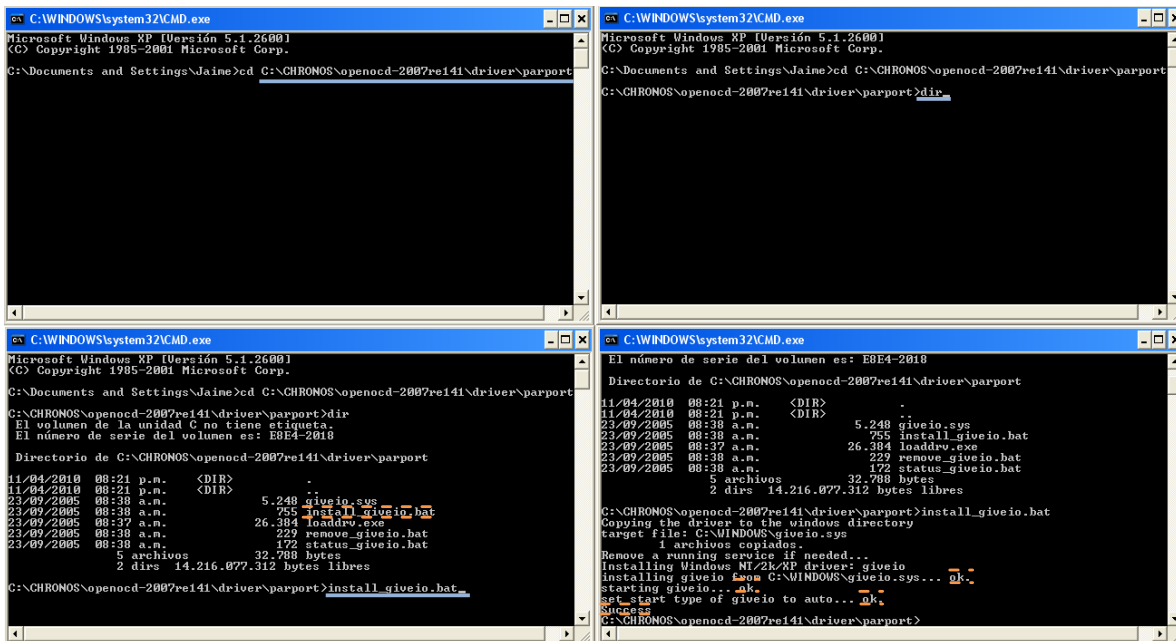 C:\WINDOWS\system32\CMD.exe
Microsoft Windows XP [Versión 5.1.2600]
(C) Copyright 1985-2001 Microsoft Corp.
C:\Documents and Settings\Jaime>cd C:\CHRONOS\openocd-2007re141\driver\parport
C:\WINDOWS\system32\CMD.exe
Microsoft Windows XP [Versión 5.1.2600]
(C) Copyright 1985-2001 Microsoft Corp.
C:\Documents and Settings\Jaime>cd C:\CHRONOS\openocd-2007re141\driver\parport
C:\CHRONOS\openocd-2007re141\driver\parport>dir_
C:\WINDOWS\system32\CMD.exe
Microsoft Windows XP [Versión 5.1.2600]
(C) Copyright 1985-2001 Microsoft Corp.
C:\Documents and Settings\Jaime>cd C:\CHRONOS\openocd-2007re141\driver\parport
C:\CHRONOS\openocd-2007re141\driver\parport>dir
El volumen de la unidad C no tiene etiqueta.
El número de serie del volumen es: E8E4-2018
Directorio de C:\CHRONOS\openocd-2007re141\driver\parport
11/04/2010 08:21 p.m. <DIR> .
11/04/2010 08:21 p.m. <DIR> ..
23/09/2005 08:38 a.m. 5.248 giveio.sys
23/09/2005 08:38 a.m. 755 install_giveio.bat
23/09/2005 08:37 a.m. 26.384 loaddrv.exe
23/09/2005 08:38 a.m. 229 remove_giveio.bat
23/09/2005 08:38 a.m. 172 status_giveio.bat
5 archivos 32.788 bytes
2 dirs 14.216.077.312 bytes libres
C:\CHRONOS\openocd-2007re141\driver\parport>install_giveio.bat_
C:\WINDOWS\system32\CMD.exe
El número de serie del volumen es: E8E4-2018
Directorio de C:\CHRONOS\openocd-2007re141\driver\parport
11/04/2010 08:21 p.m. <DIR> .
11/04/2010 08:21 p.m. <DIR> ..
23/09/2005 08:38 a.m. 5.248 giveio.sys
23/09/2005 08:38 a.m. 755 install_giveio.bat
23/09/2005 08:37 a.m. 26.384 loaddrv.exe
23/09/2005 08:38 a.m. 229 remove_giveio.bat
23/09/2005 08:38 a.m. 172 status_giveio.bat
5 archivos 32.788 bytes
2 dirs 14.216.077.312 bytes libres
C:\CHRONOS\openocd-2007re141\driver\parport>install_giveio.bat
Copying the driver to the windows directory
target file: C:\WINDOWS\giveio.sys
1 archivos copiados.
Remove a running service if needed...
Installing Windows NT/2k/XP driver: giveio
installing giveio from C:\WINDOWS\giveio.sys... ok.
starting giveio... ok.
set start type of giveio to auto... ok.
Success
C:\CHRONOS\openocd-2007re141\driver\parport>